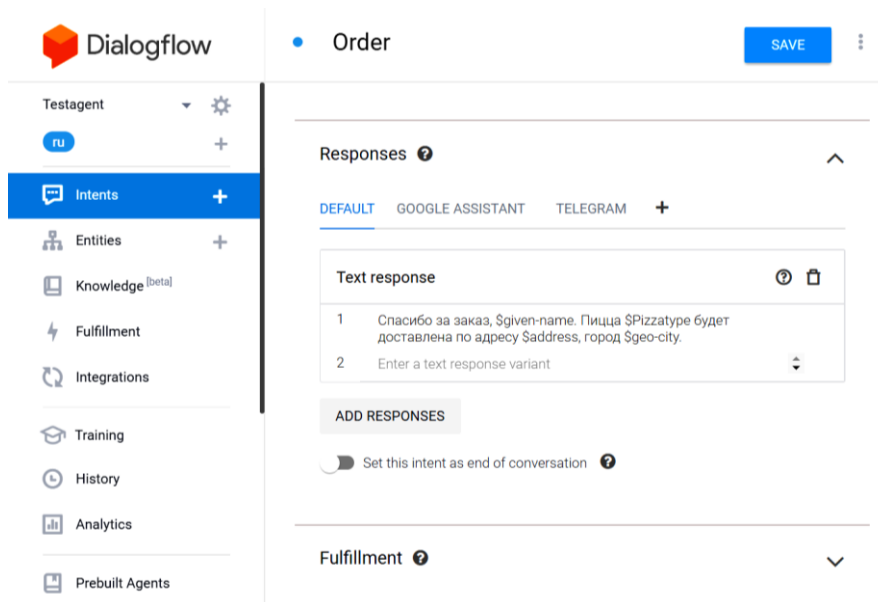 Dialogflow
Order
SAVE
Testagent
ru
Intents
Entities
Knowledge [beta]
Fulfillment
Integrations
Training
History
Analytics
Prebuilt Agents
Responses
DEFAULT GOOGLE ASSISTANT TELEGRAM
Text response
1 Спасибо за заказ, $given-name. Пицца $Pizzatype будет
доставлена по адресу $address, город $geo-city.
2 Enter a text response variant
ADD RESPONSES
Set this intent as end of conversation
Fulfillment